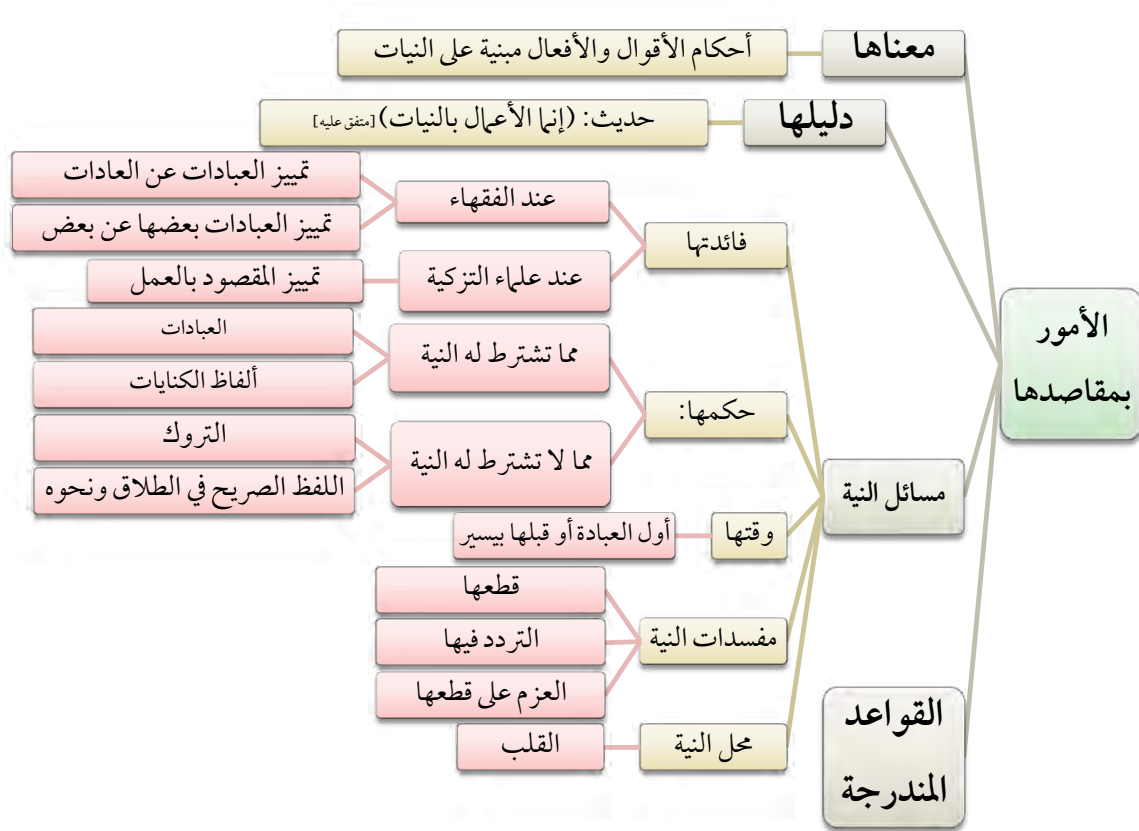 الأمور
بمقاصدها
معناها
أحكام الأقوال والأفعال مبنية على النيات
دليلها
حديث: (إنما الأعمال بالنيات) [متفق عليه]
مسائل النية
فائدتها
عند الفقهاء
تمييز العبادات عن العادات
تمييز العبادات بعضها عن بعض
عند علماء التزكية
تمييز المقصود بالعمل
حكمها:
مما تشترط له النية
العبادات
ألفاظ الكنايات
مما لا تشترط له النية
التروك
اللفظ الصريح في الطلاق ونحوه
وقتها
أول العبادة أو قبلها بيسير
مفسدات النية
قطعها
التردد فيها
العزم على قطعها
محل النية
القلب
القواعد
المندرجة